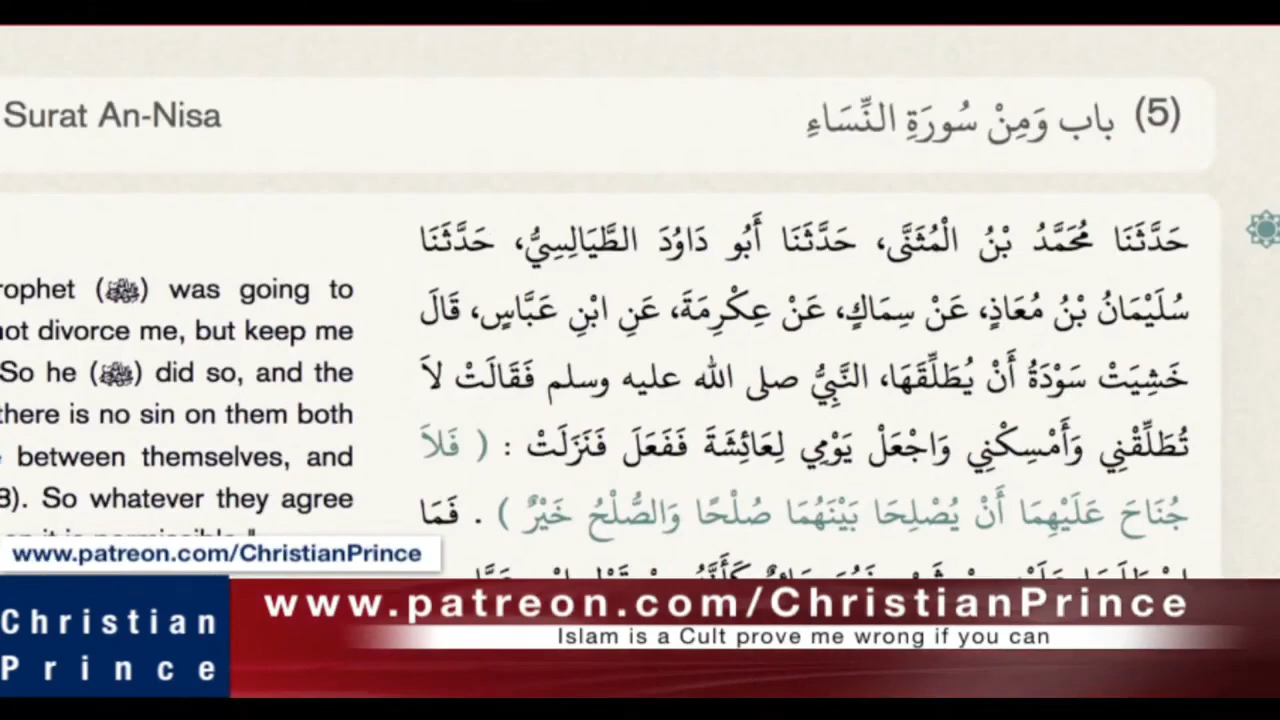 Surat An-Nisa
(5) باب وَمِنْ سُورَةِ النِّسَاءِ
حَدَّثَنَا مُحَمَّدُ بْنُ الْمُثَنَّى، حَدَّثَنَا أَبُو دَاوُدَ الطَّيَالِسِيُّ، حَدَّثَنَا
سُلَيْمَانُ بْنُ مُعَاذٍ، عَنْ سِمَاكٍ، عَنْ عِكْرِمَةَ، عَنِ ابْنِ عَبَّاسٍ، قَالَ
خَشِيَتْ سَوْدَةُ أَنْ يُطَلِّقَهَا، النَّبِيُّ صلى الله عليه وسلم فَقَالَتْ لاَ
تُطَلِّقْنِي وَأَمْسِكْنِي وَاجْعَلْ يَوْمِي لِعَائِشَةَ فَفَعَلَ فَنَزَلَتْ : ( فَلاَ
جُنَاحَ عَلَيْهِمَا أَنْ يُصْلِحَا بَيْنَهُمَا صُلْحًا وَالصُّلْحُ خَيْرٌ ) . فَمَا
rophet (ﷺ) was going to
not divorce me, but keep me
So he (ﷺ) did so, and the
there is no sin on them both
between themselves, and
8). So whatever they agree
www.patreon.com/ChristianPrince
Christian
Prince
www.patreon.com/ChristianPrince
Islam is a Cult prove me wrong if you can